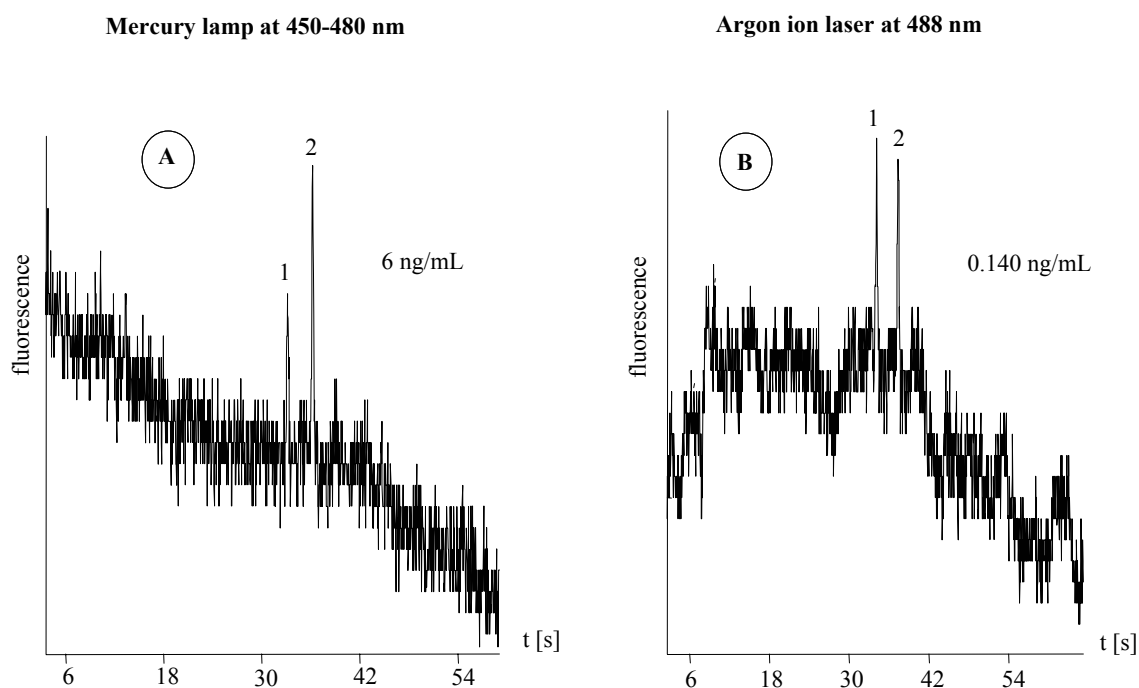 Mercury lamp at 450-480 nm
Argon ion laser at 488 nm
A
2
1
6 ng/mL
fluorescence
t [s]
6 18 30 42 54
B
1
2
0.140 ng/mL
fluorescence
t [s]
6 18 30 42 54